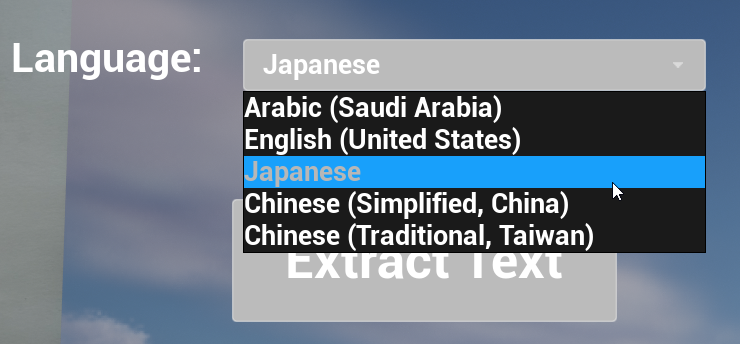 Language:
Japanese
Arabic (Saudi Arabia)
English (United States)
Japanese
Chinese (Simplified, China)
Chinese (Traditional, Taiwan)
Extract Text